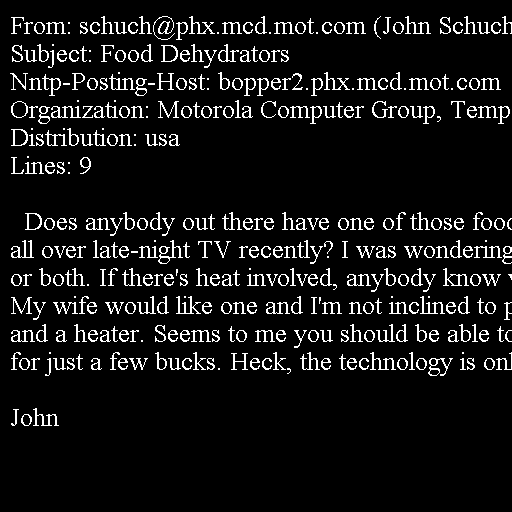 From: schuch@phx.mcd.mot.com (John Schuch
Subject: Food Dehydrators
Nntp-Posting-Host: bopper2.phx.mcd.mot.com
Organization: Motorola Computer Group, Temp
Distribution: usa
Lines: 9

Does anybody out there have one of those food
all over late-night TV recently? I was wondering
or both. If there's heat involved, anybody know
My wife would like one and I'm not inclined to
and a heater. Seems to me you should be able to
for just a few bucks. Heck, the technology is

John